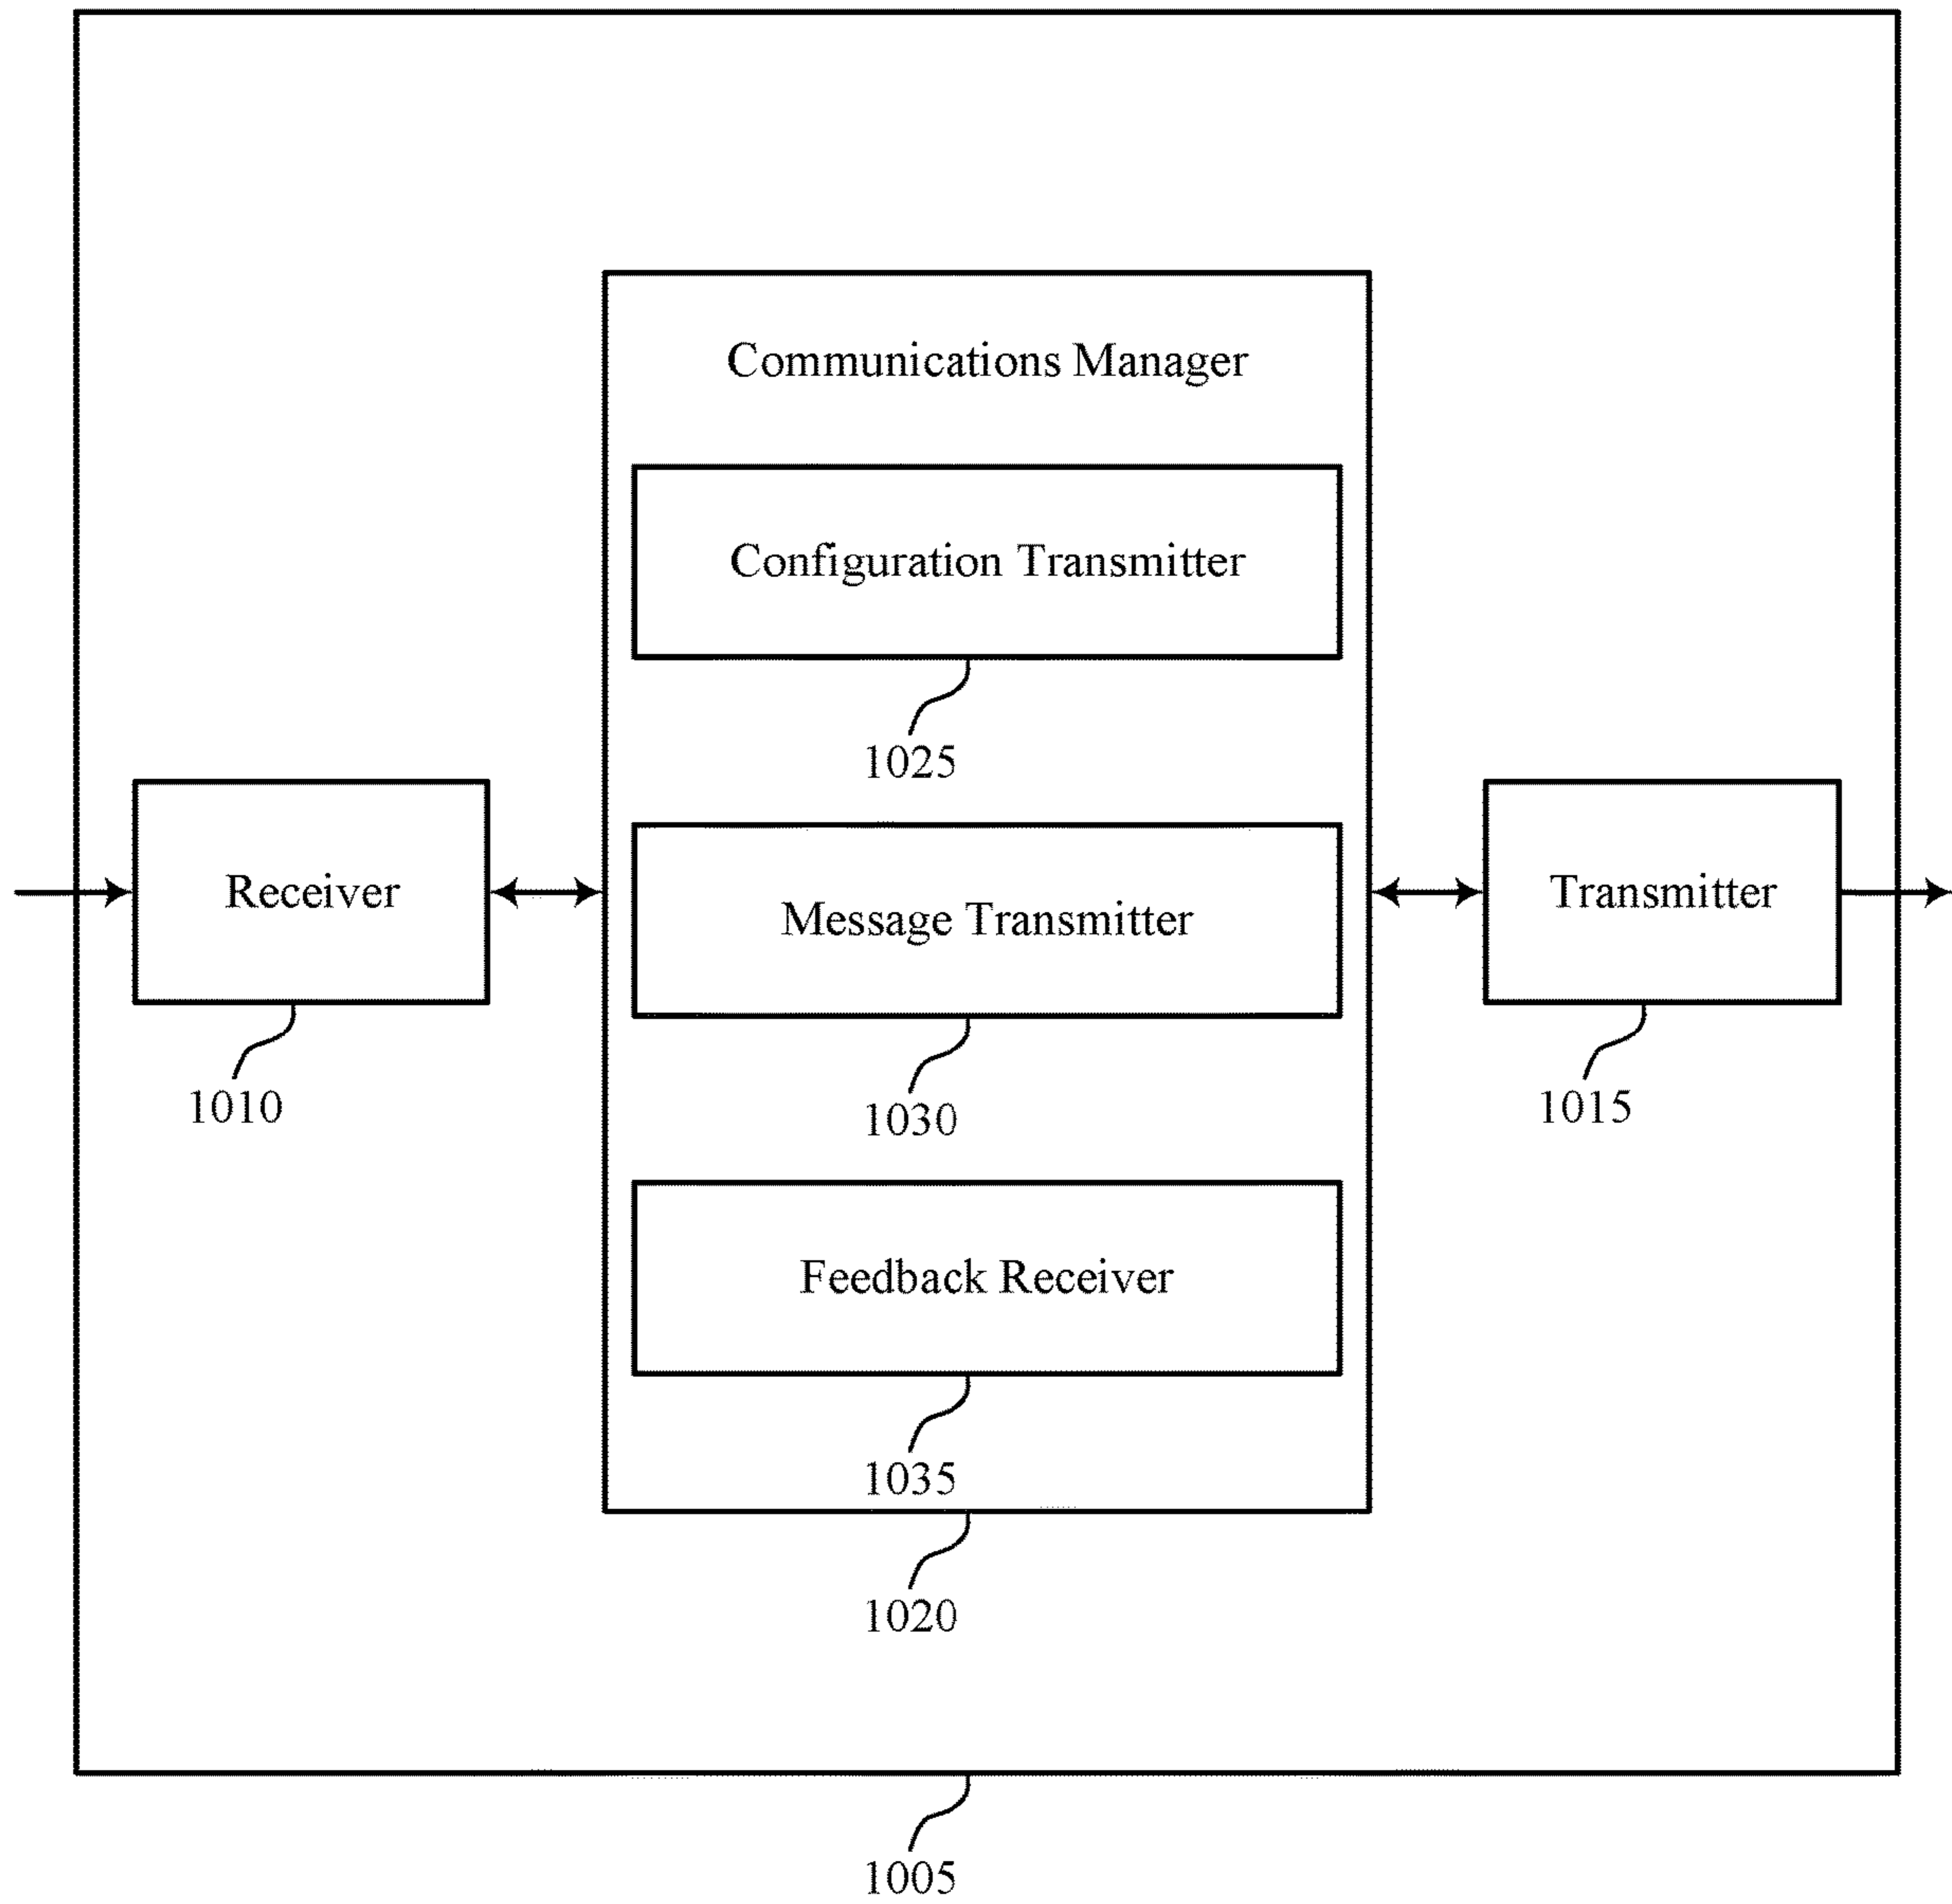 Communications Manager
Configuration Transmitter
1025
Receiver
1010
Message Transmitter
1030
Transmitter
1015
Feedback Receiver
1035
1020
1005